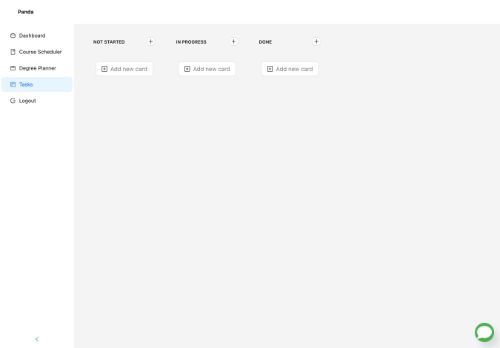 Panda
Dashboard
Course Scheduler
Degree Planner
Tasks
Logout
NOT STARTED
IN PROGRESS
DONE
Add new card
Add new card
Add new card